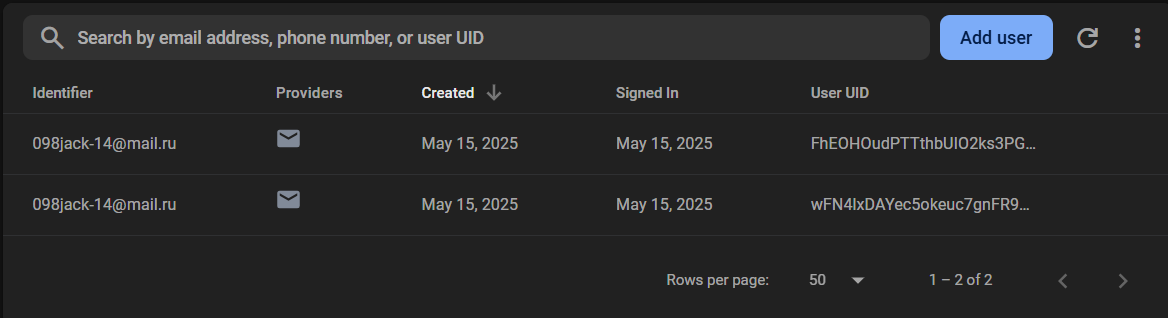 Search by email address, phone number, or user UID Add user
Identifier Providers Created Signed In User UID
098jack-14@mail.ru May 15, 2025 May 15, 2025 FhEOHOudPTTthbUIO2ks3PG...
098jack-14@mail.ru May 15, 2025 May 15, 2025 wFN4lxDAYec5okeuc7gnFR9...
Rows per page: 50 1 – 2 of 2